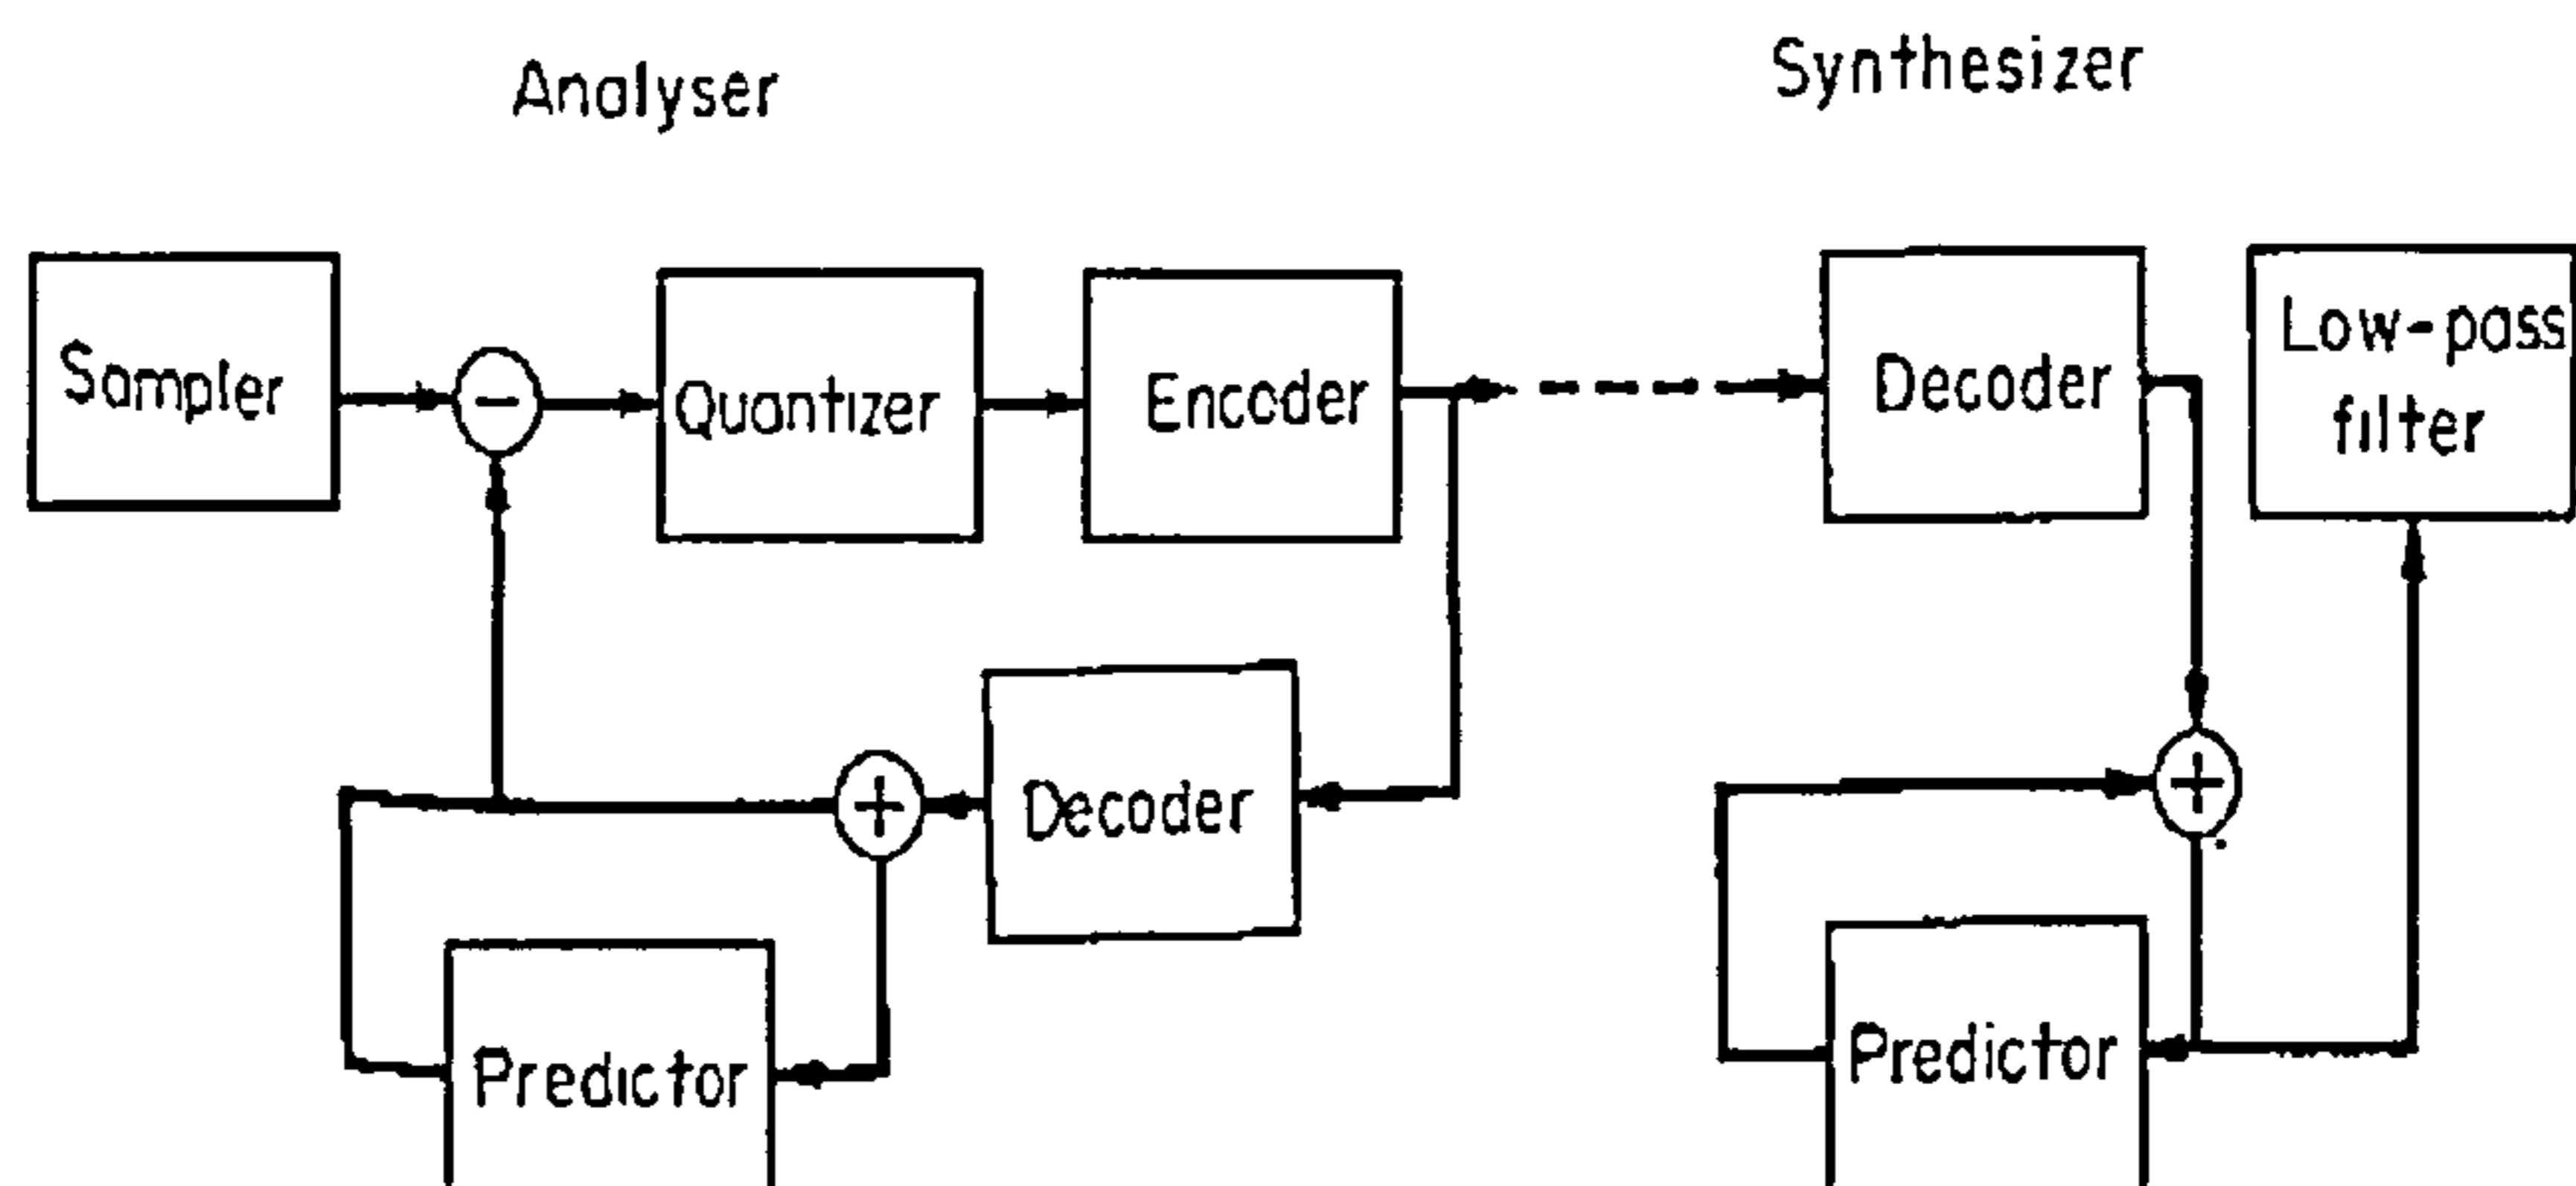 Analyser
Synthesizer
Sampler
−
Quantizer
Encoder
Decoder
Low-pass
filter
+
Decoder
+
Predictor
Predictor